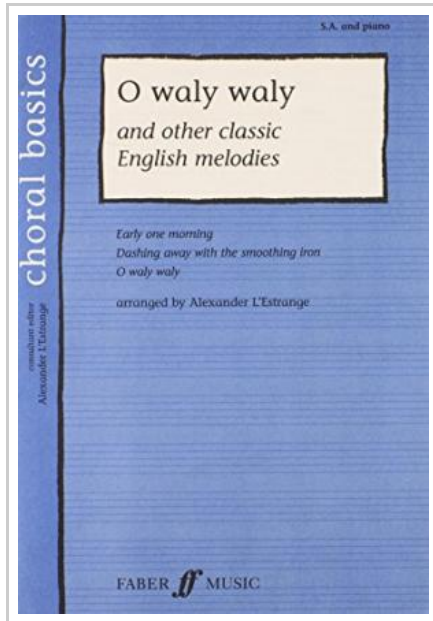 S.A. and piano
O waly waly
and other classic
English melodies
Early one morning
Dashing away with the smoothing iron
O waly waly
arranged by Alexander L'Estrange
choral basics
consultant editor
Alexander L'Estrange
FABER ff MUSIC